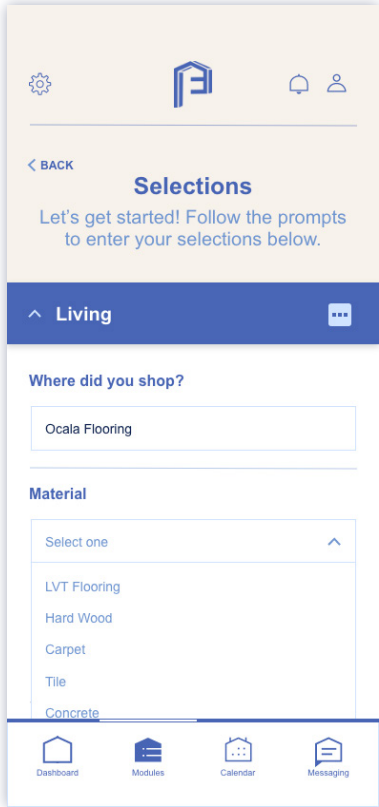 BACK
Selections
Let's get started! Follow the prompts
to enter your selections below.
Living
Where did you shop?
Ocala Flooring
Material
Select one
LVT Flooring
Hard Wood
Carpet
Tile
Concrete
Dashboard Modules Calendar Messaging